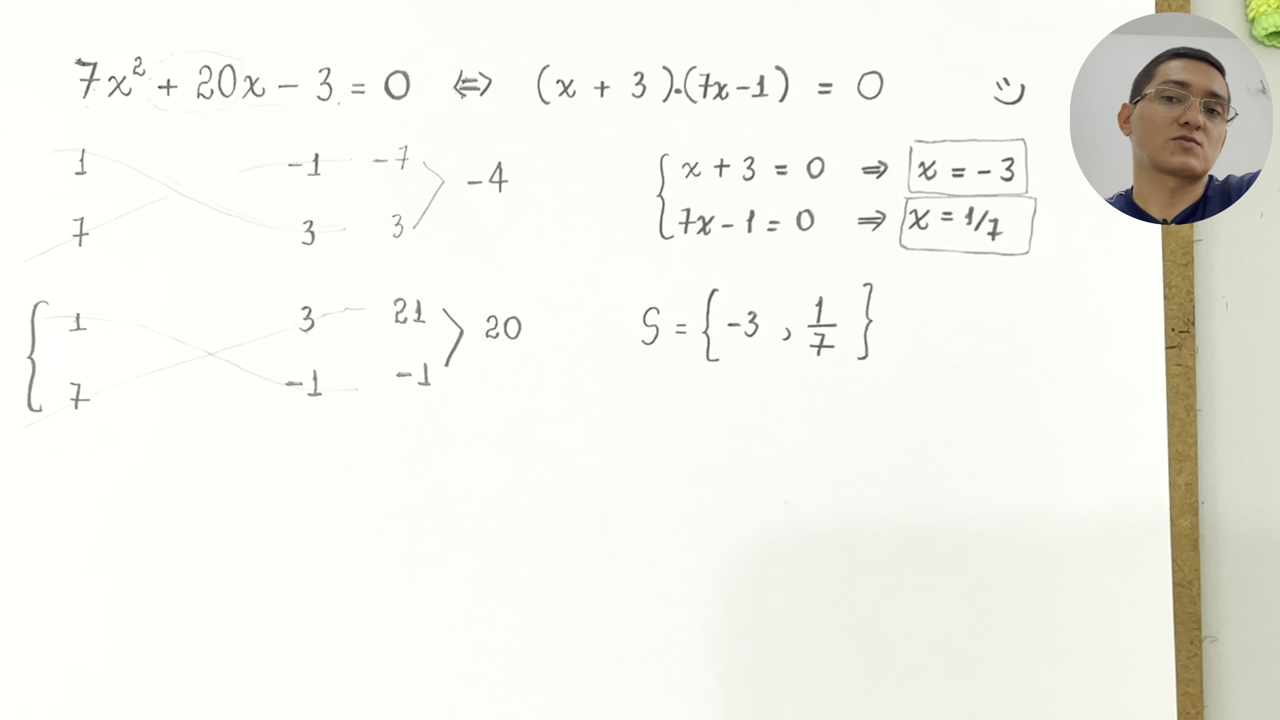 7x² + 20x - 3 = 0 ⇔ (x + 3).(7x-1) = 0
1 -1 -7
-4
7 3 3
{ x + 3 = 0 ⇒ x = -3
7x - 1 = 0 ⇒ x = 1/7
{ 1 3 21
20
7 -1 -1
S = { -3 , 1/7 }